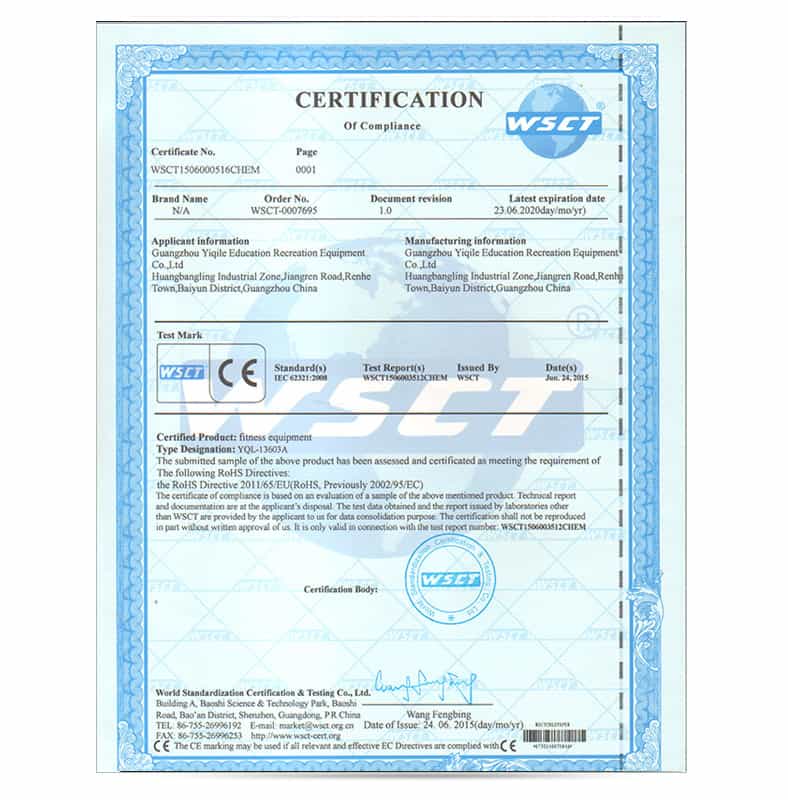 CERTIFICATION
Of Compliance
WSCT®
Certificate No. Page
WSCT1506000516CHEM 0001
Brand Name Order No. Document revision Latest expiration date
N/A WSCT-0007695 1.0 23.06.2020day/mo/yr)
Applicant information
Guangzhou Yiqile Education Recreation Equipment
Co.,Ltd
Huangbangling Industrial Zone,Jiangren Road,Renhe
Town,Baiyun District,Guangzhou China
Manufacturing information
Guangzhou Yiqile Education Recreation Equipment
Co.,Ltd
Huangbangling Industrial Zone,Jiangren Road,Renhe
Town,Baiyun District,Guangzhou China
Test Mark
WSCT CE
Standard(s) Test Report(s) Issued By Date(s)
IEC 62321:2008 WSCT1506003512CHEM WSCT Jun. 24, 2015
Certified Product: fitness equipment
Type Designation: YQL-13603A
The submitted sample of the above product has been assessed and certificated as meeting the requirement of
The following RoHS Directives:
the RoHS Directive 2011/65/EU(RoHS, Previously 2002/95/EC)
The certificate of compliance is based on an evaluation of a sample of the above mentioned product. Technical report
and documentation are at the applicant's disposal. The test data obtained and the report issued by laboratories other
than WSCT are provided by the applicant to us for data consolidation purpose. The certification shall not be reproduced
in part without written approval of us. It is only valid in connection with the test report number: WSCT1506003512CHEM
Certification Body:
World Standardization Certification & Testing Co., Ltd
WSCT
World Standardization Certification & Testing Co., Ltd.
Building A, Baoshi Science & Technology Park, Baoshi
Road, Bao'an District, Shenzhen, Guangdong, P R China
TEL: 86-755-26996192 E-mail: market@wsct.org.cn
FAX: 86-755-26996253 http://www.wsct-cert.org
Wang Fengbing
Date of Issue: 24. 06. 2015(day/mo/yr)
CE The CE marking may be used if all and relevant and effective EC Directives are complied with CE